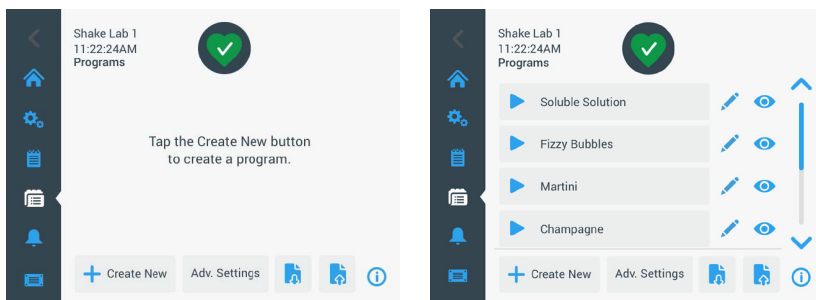 Shake Lab 1
11:22:24AM
Programs
Tap the Create New button
to create a program.
Create New
Adv. Settings
Shake Lab 1
11:22:24AM
Programs
Soluble Solution
Fizzy Bubbles
Martini
Champagne
Create New
Adv. Settings